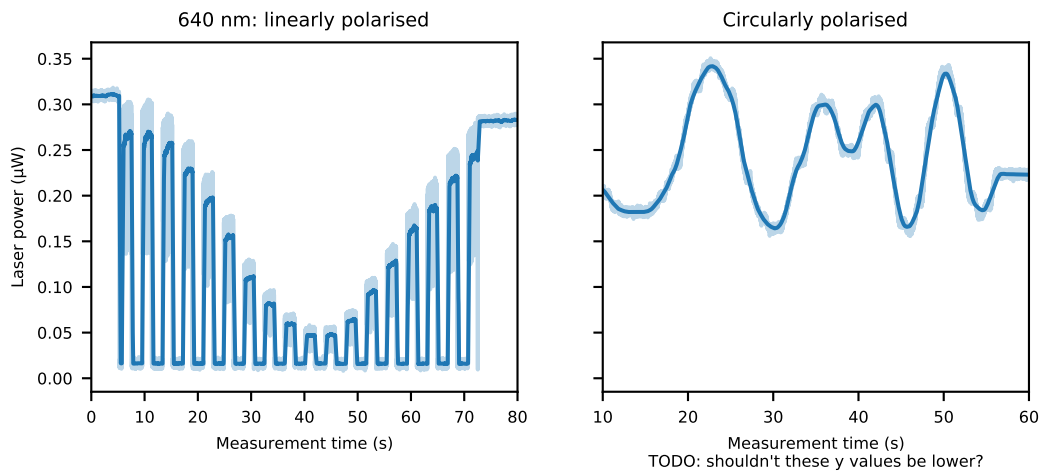 640 nm: linearly polarised
Circularly polarised
0.35
0.30
0.25
0.20
0.15
0.10
0.05
0.00
Laser power (µW)
0 10 20 30 40 50 60 70 80
10 20 30 40 50 60
Measurement time (s)
Measurement time (s)
TODO: shouldn't these y values be lower?